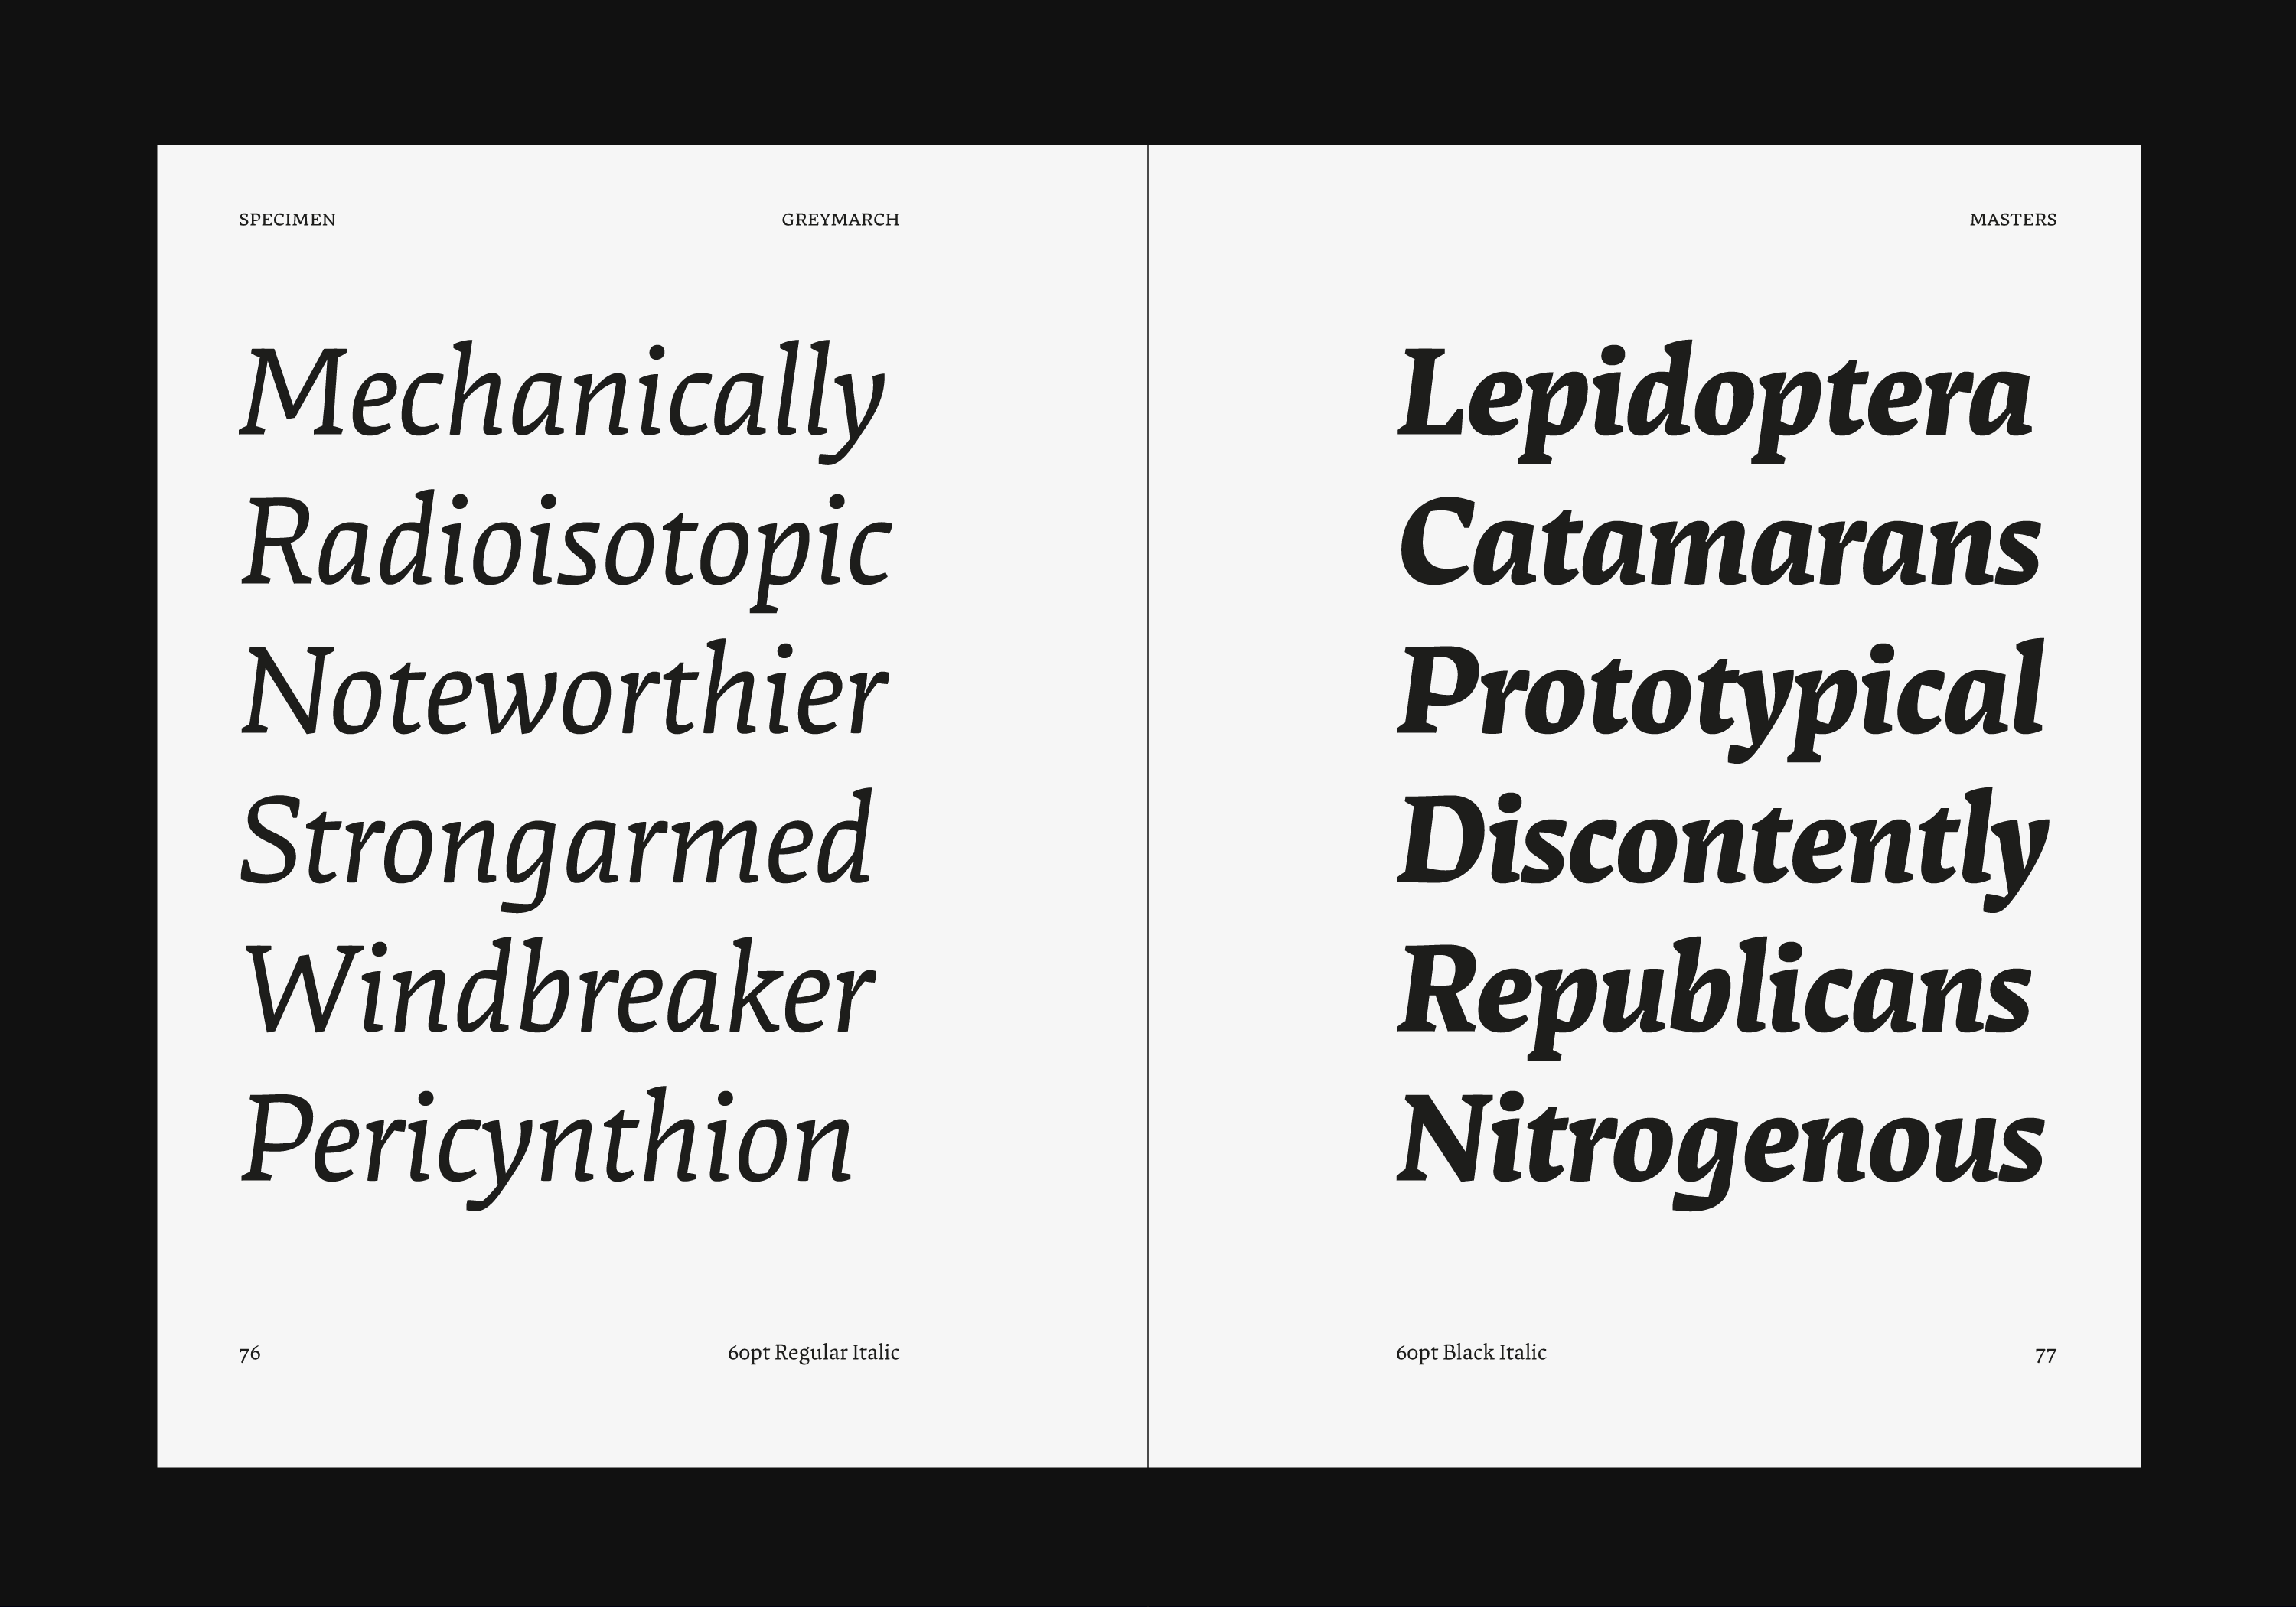 SPECIMEN GREYMARCH
Mechanically
Radioisotopic
Noteworthier
Strongarmed
Windbreaker
Pericynthion
76 60pt Regular Italic
MASTERS
Lepidoptera
Catamarans
Prototypical
Discontently
Republicans
Nitrogenous
60pt Black Italic 77